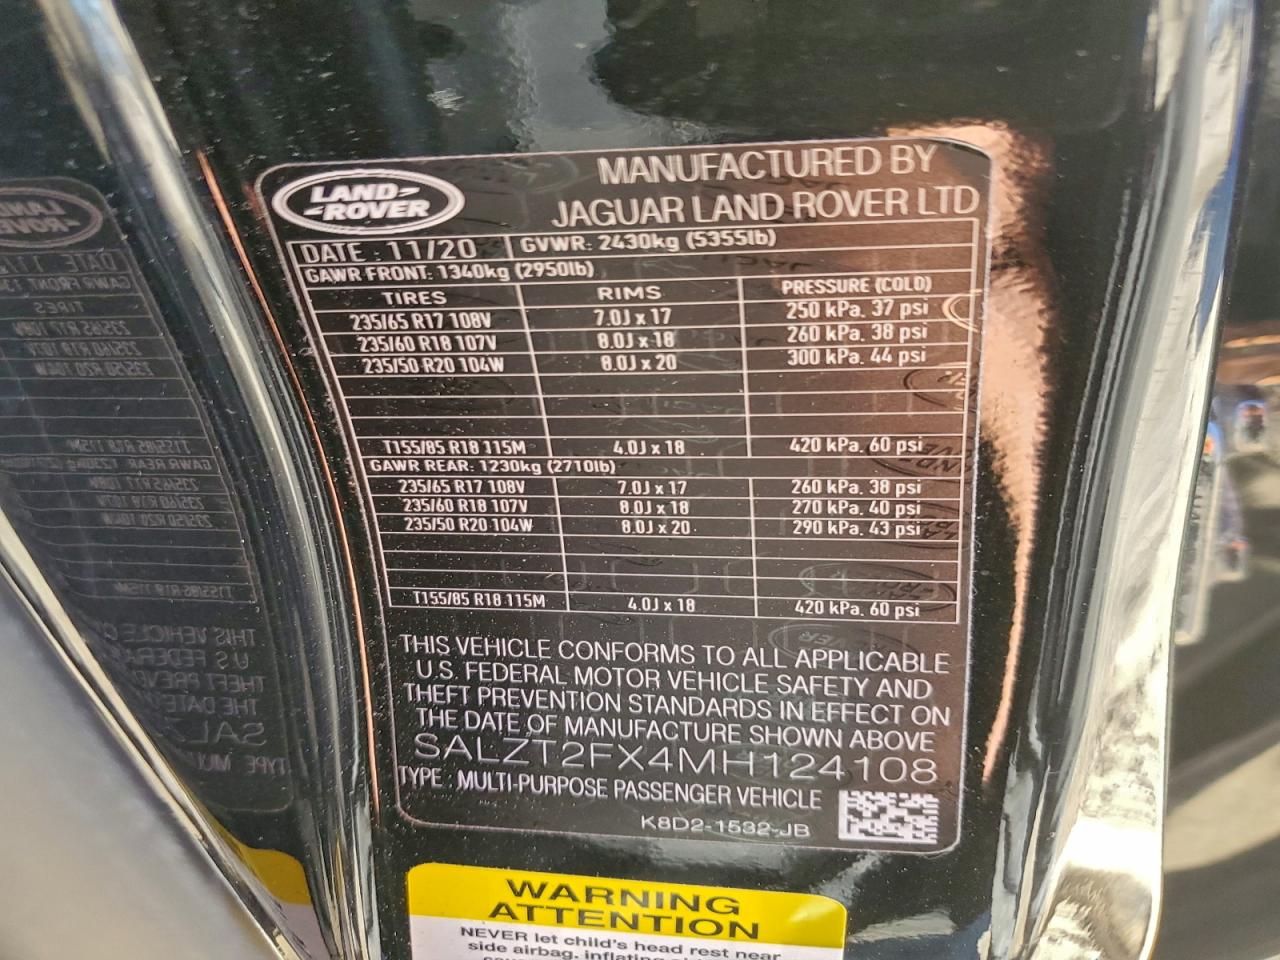 LAND-
-ROVER
MANUFACTURED BY
JAGUAR LAND ROVER LTD
DATE : 11/20 GVWR: 2430kg (5355lb)
GAWR FRONT: 1340kg (2950lb)
TIRES RIMS PRESSURE (COLD)
235/65 R17 108V 7.0J x 17 250 kPa. 37 psi
235/60 R18 107V 8.0J x 18 260 kPa. 38 psi
235/50 R20 104W 8.0J x 20 300 kPa. 44 psi
T155/85 R18 115M 4.0J x 18 420 kPa. 60 psi
GAWR REAR: 1230kg (2710lb)
235/65 R17 108V 7.0J x 17 260 kPa. 38 psi
235/60 R18 107V 8.0J x 18 270 kPa. 40 psi
235/50 R20 104W 8.0J x 20 290 kPa. 43 psi
T155/85 R18 115M 4.0J x 18 420 kPa. 60 psi
THIS VEHICLE CONFORMS TO ALL APPLICABLE
U.S. FEDERAL MOTOR VEHICLE SAFETY AND
THEFT PREVENTION STANDARDS IN EFFECT ON
THE DATE OF MANUFACTURE SHOWN ABOVE
SALZT2FX4MH124108
TYPE : MULTI-PURPOSE PASSENGER VEHICLE
K8D2-1532-JB
WARNING
ATTENTION
NEVER let child's head rest near
side airbag. inflating